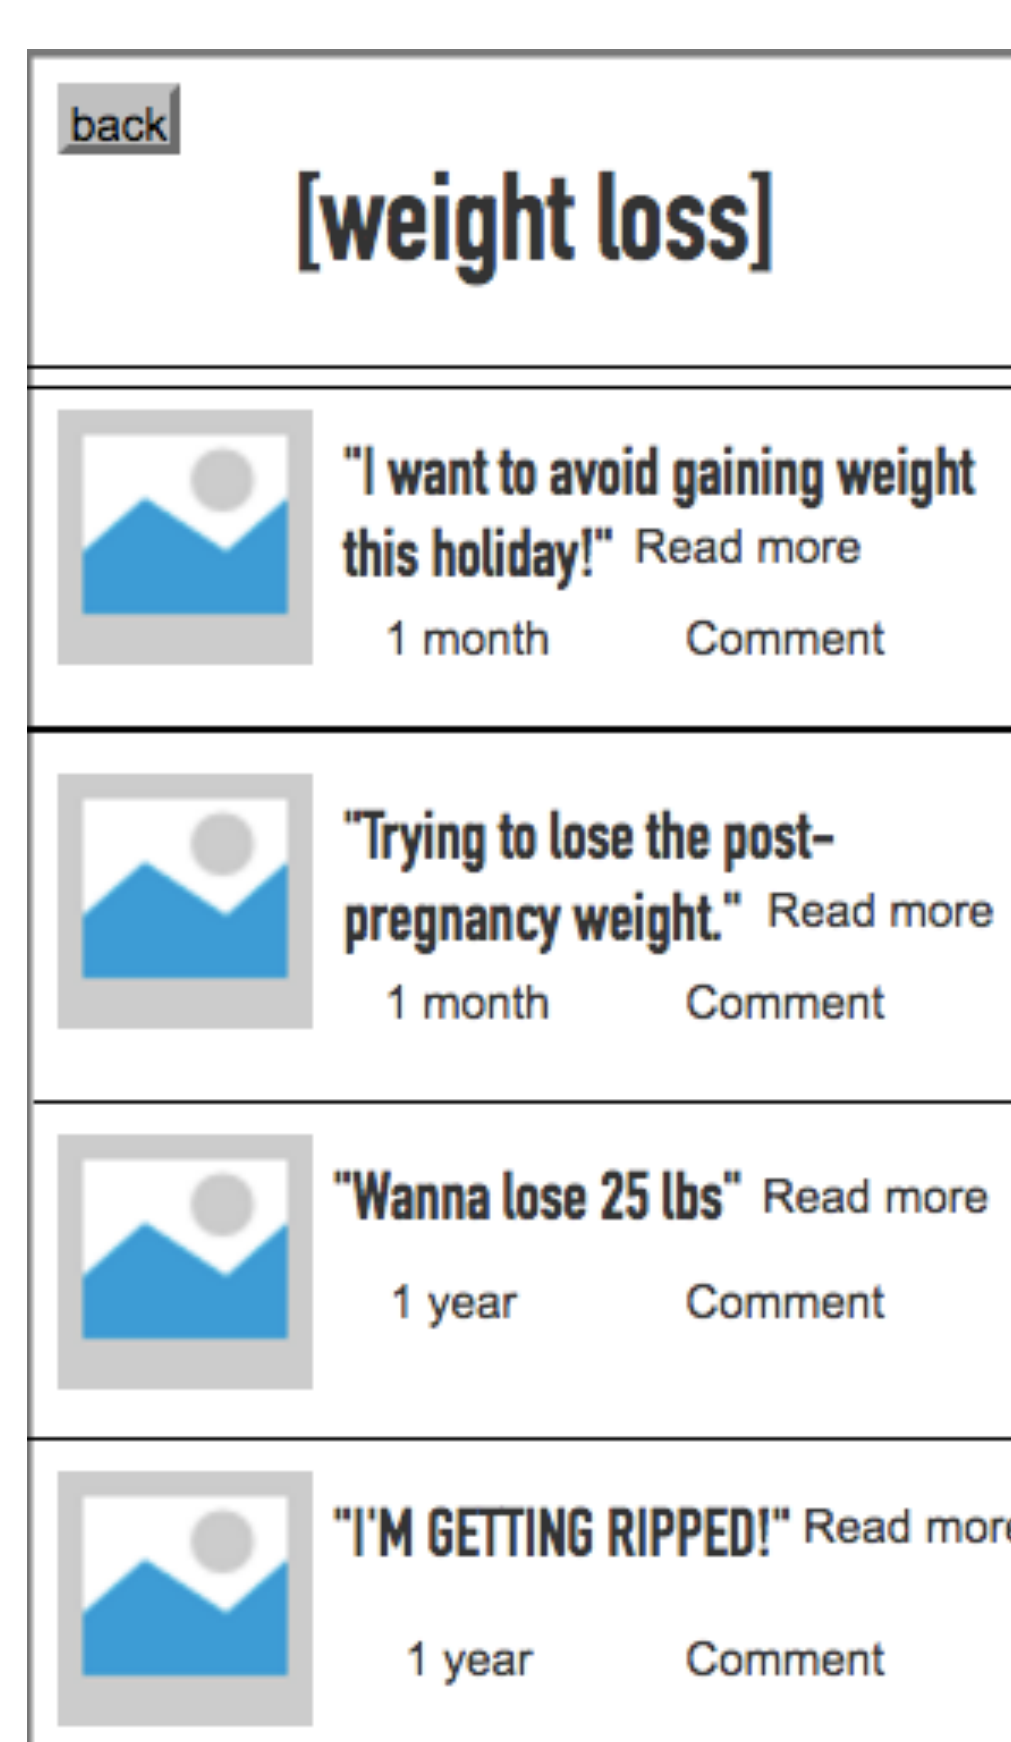 back
[weight loss]
"I want to avoid gaining weight
this holiday!" Read more
1 month Comment
"Trying to lose the post-
pregnancy weight." Read more
1 month Comment
"Wanna lose 25 lbs" Read more
1 year Comment
"I'M GETTING RIPPED!" Read more
1 year Comment